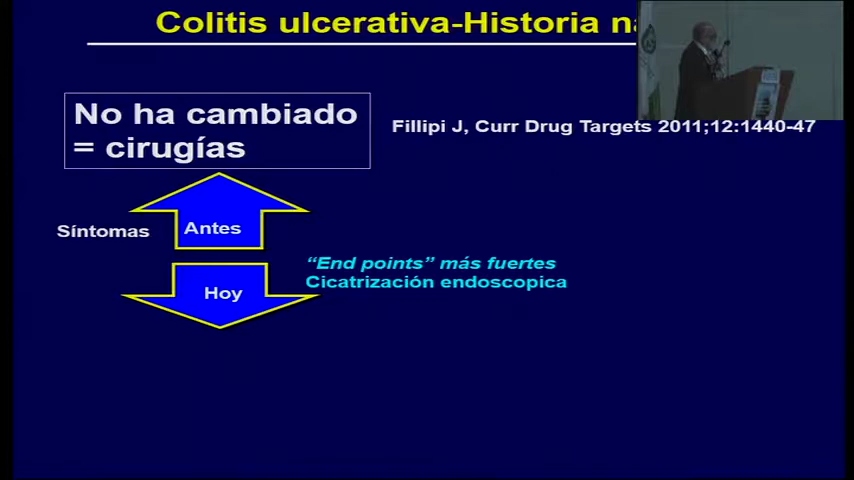 Colitis ulcerativa-Historia
No ha cambiado
= cirugías
Fillipi J, Curr Drug Targets 2011;12:1440-47
Síntomas
Antes
Hoy
“End points” más fuertes
Cicatrización endoscopica